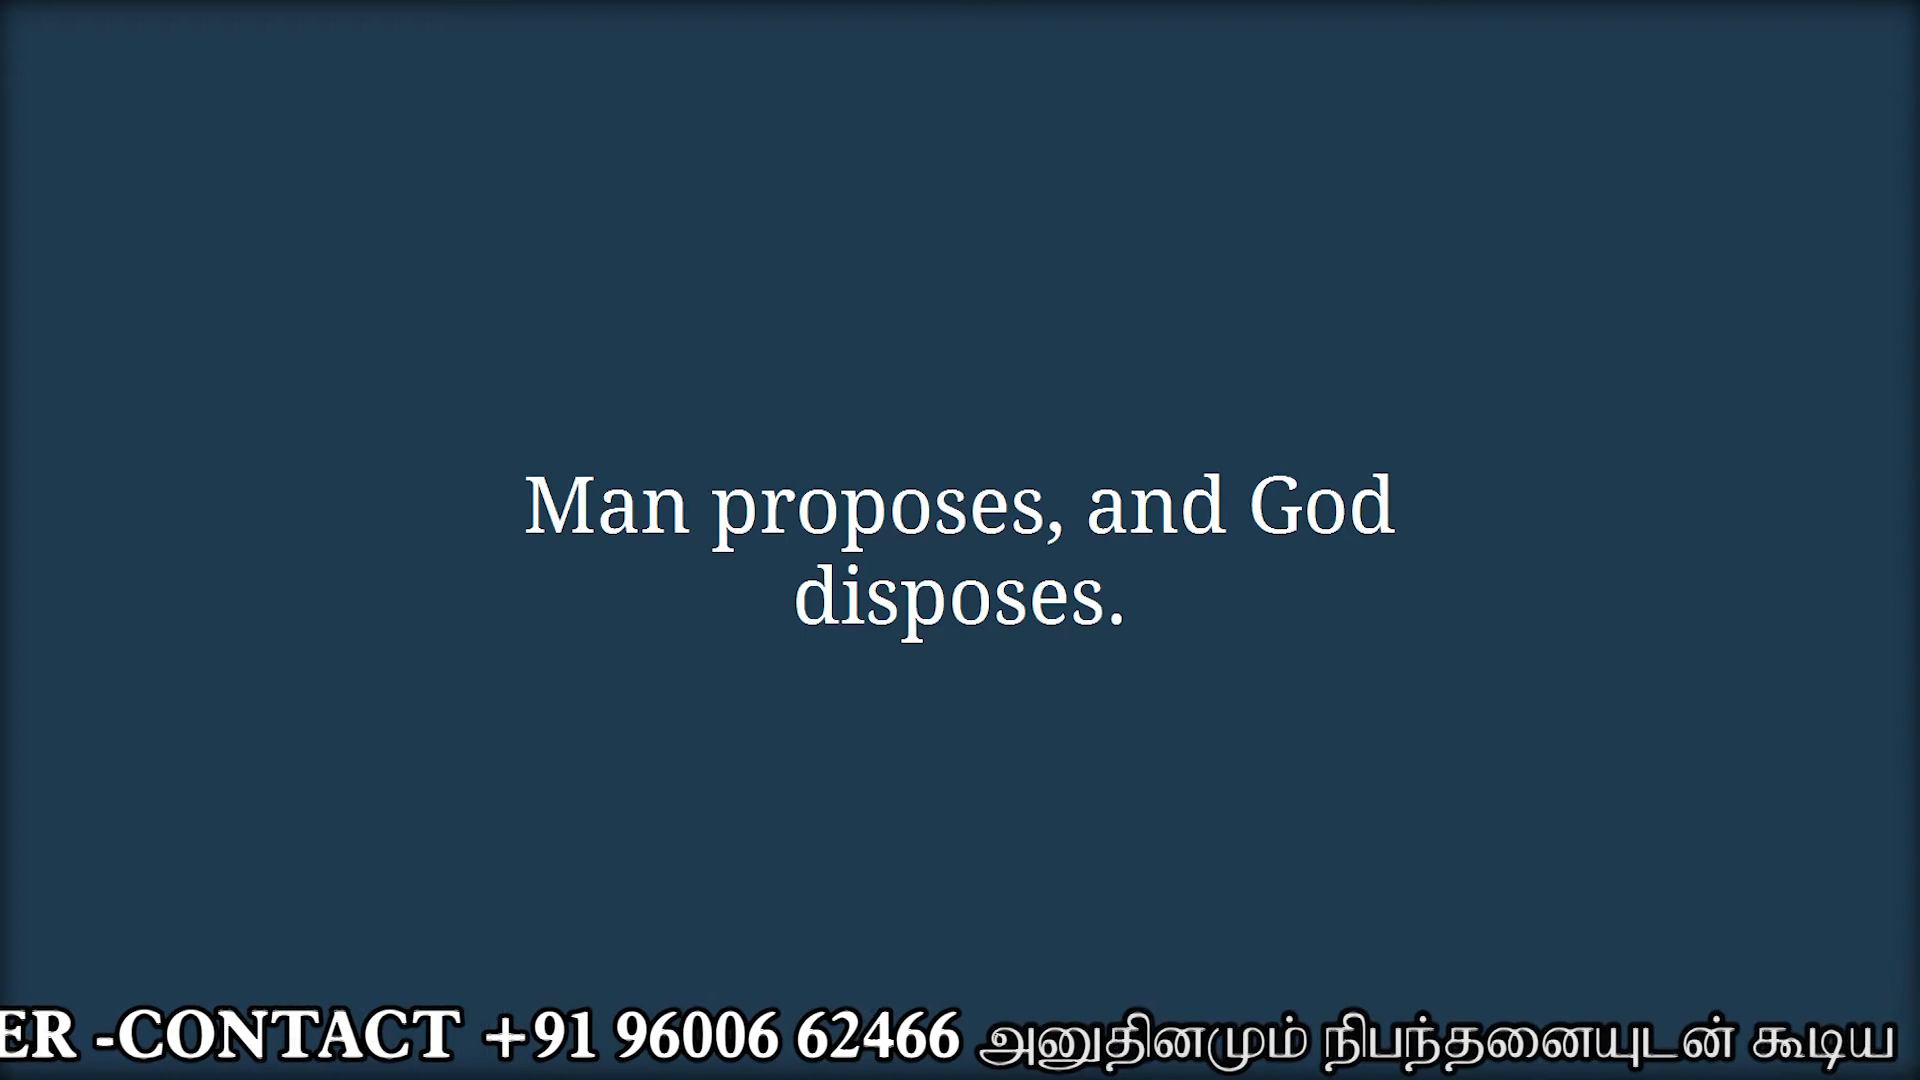 Man proposes, and God
disposes.
ER -CONTACT +91 96006 62466 அனுதினமும் நிபந்தனையுடன் கூடிய